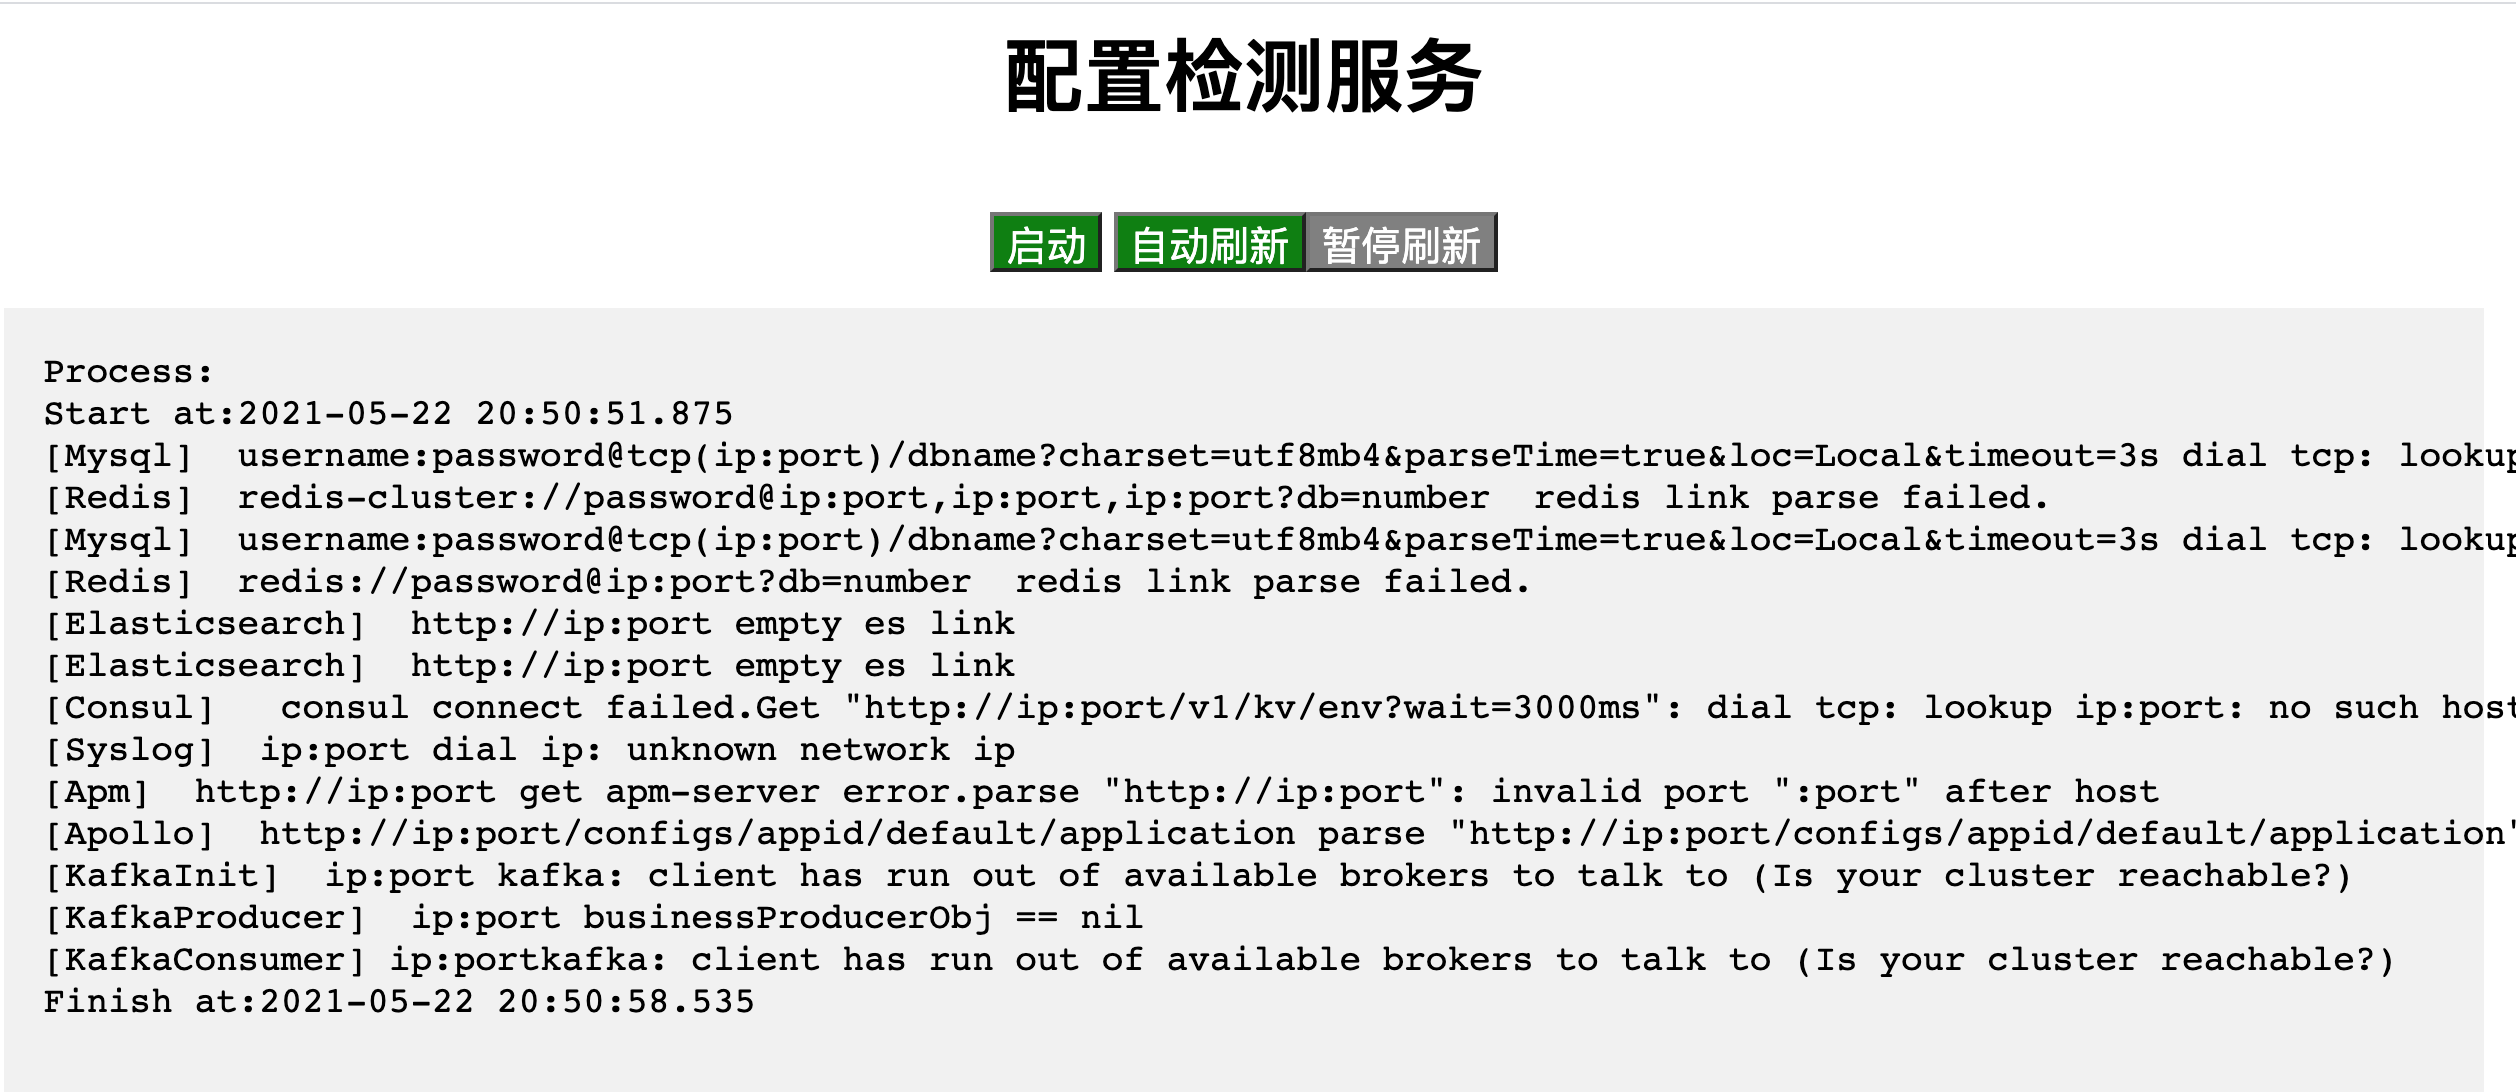 配置检测服务
启动 自动刷新 暂停刷新
Process:
Start at:2021-05-22 20:50:51.875
[Mysql]  username:password@tcp(ip:port)/dbname?charset=utf8mb4&parseTime=true&loc=Local&timeout=3s dial tcp: lookup
[Redis]  redis-cluster://password@ip:port,ip:port,ip:port?db=number  redis link parse failed.
[Mysql]  username:password@tcp(ip:port)/dbname?charset=utf8mb4&parseTime=true&loc=Local&timeout=3s dial tcp: lookup
[Redis]  redis://password@ip:port?db=number  redis link parse failed.
[Elasticsearch]  http://ip:port empty es link
[Elasticsearch]  http://ip:port empty es link
[Consul]   consul connect failed.Get "http://ip:port/v1/kv/env?wait=3000ms": dial tcp: lookup ip:port: no such host
[Syslog]  ip:port dial ip: unknown network ip
[Apm]  http://ip:port get apm-server error.parse "http://ip:port": invalid port ":port" after host
[Apollo]  http://ip:port/configs/appid/default/application parse "http://ip:port/configs/appid/default/application"
[KafkaInit]  ip:port kafka: client has run out of available brokers to talk to (Is your cluster reachable?)
[KafkaProducer]  ip:port businessProducerObj == nil
[KafkaConsumer] ip:portkafka: client has run out of available brokers to talk to (Is your cluster reachable?)
Finish at:2021-05-22 20:50:58.535